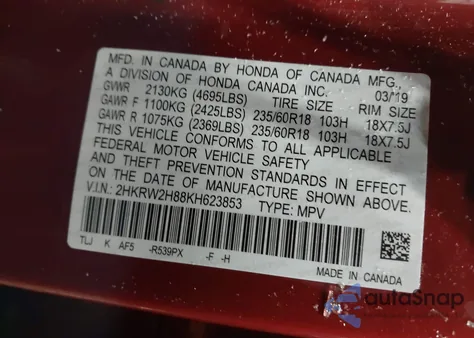 MFD. IN CANADA BY HONDA OF CANADA MFG.,
A DIVISION OF HONDA CANADA INC. 03/19
GVWR 2130KG (4695LBS) TIRE SIZE RIM SIZE
GAWR F 1100KG (2425LBS) 235/60R18 103H 18X7.5J
GAWR R 1075KG (2369LBS) 235/60R18 103H 18X7.5J
THIS VEHICLE CONFORMS TO ALL APPLICABLE
FEDERAL MOTOR VEHICLE SAFETY
AND THEFT PREVENTION STANDARDS IN EFFECT
ON THE DATE OF MANUFACTURE SHOWN ABOVE.
V.I.N.: 2HKRW2H88KH623853 TYPE: MPV
TLJ K AF5 -R539PX -F -H
MADE IN CANADA
autoSnap